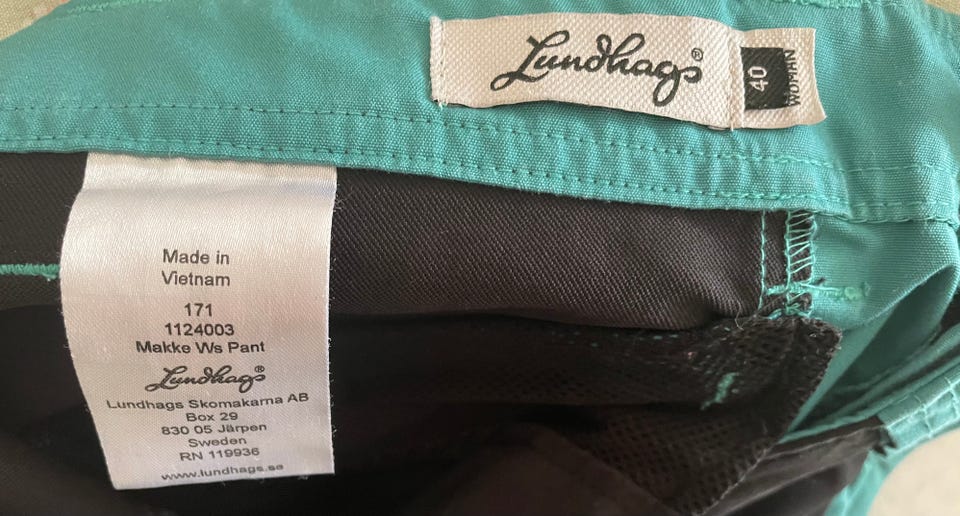 Lundhags®
40
WOMAN
Made in
Vietnam
171
1124003
Makke Ws Pant
Lundhags®
Lundhags Skomakarna AB
Box 29
830 05 Järpen
Sweden
RN 119936
www.lundhags.se